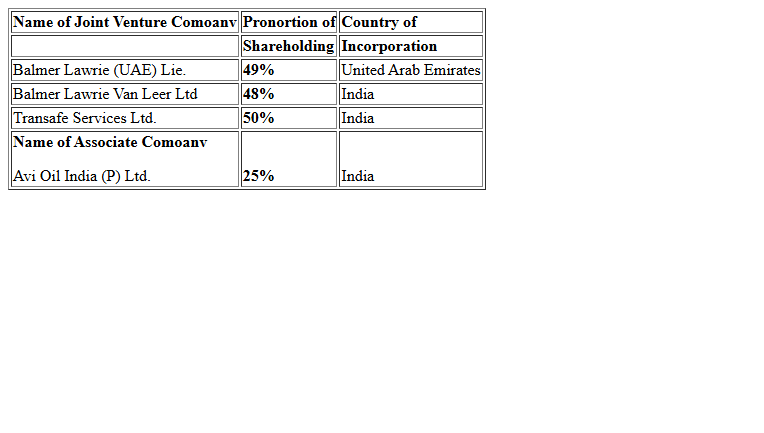 Name of Joint Venture Comoanv Pronortion of Country of
Shareholding Incorporation
Balmer Lawrie (UAE) Lie. 49% United Arab Emirates
Balmer Lawrie Van Leer Ltd 48% India
Transafe Services Ltd. 50% India
Name of Associate Comoanv
Avi Oil India (P) Ltd. 25% India